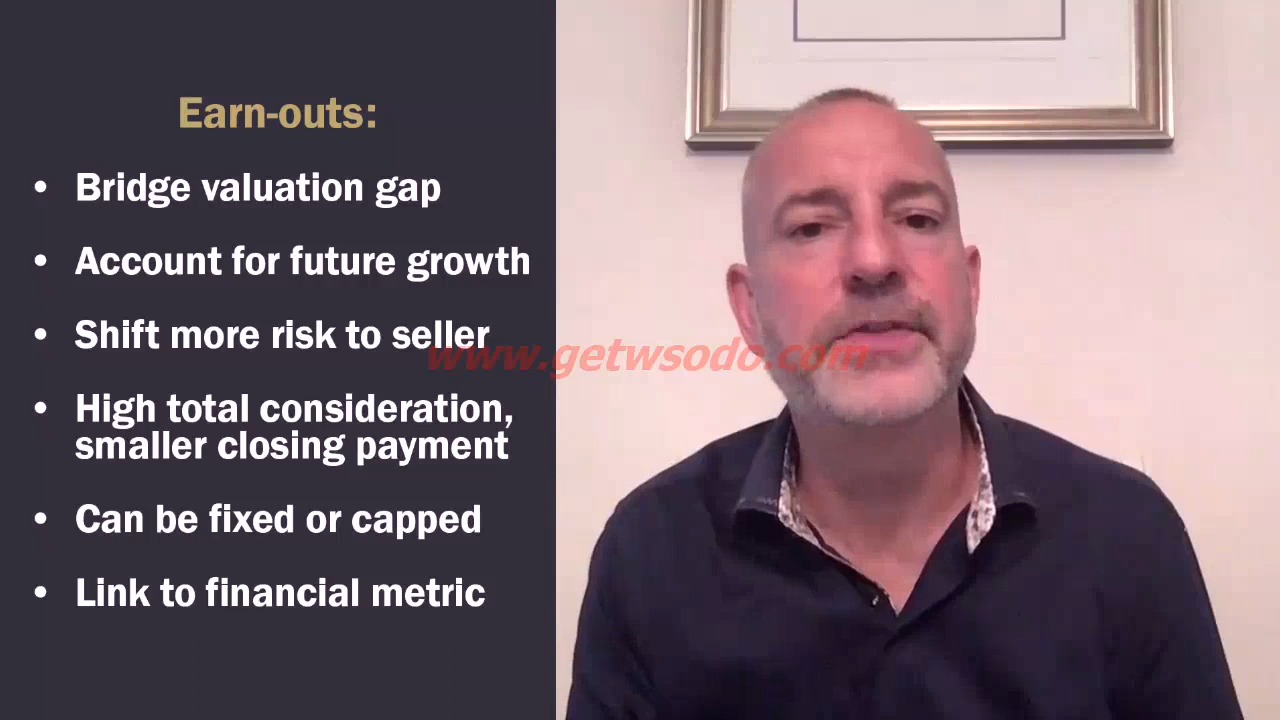 Earn-outs:
• Bridge valuation gap
• Account for future growth
• Shift more risk to seller
• High total consideration,
smaller closing payment
• Can be fixed or capped
• Link to financial metric
www.getwsodo.com